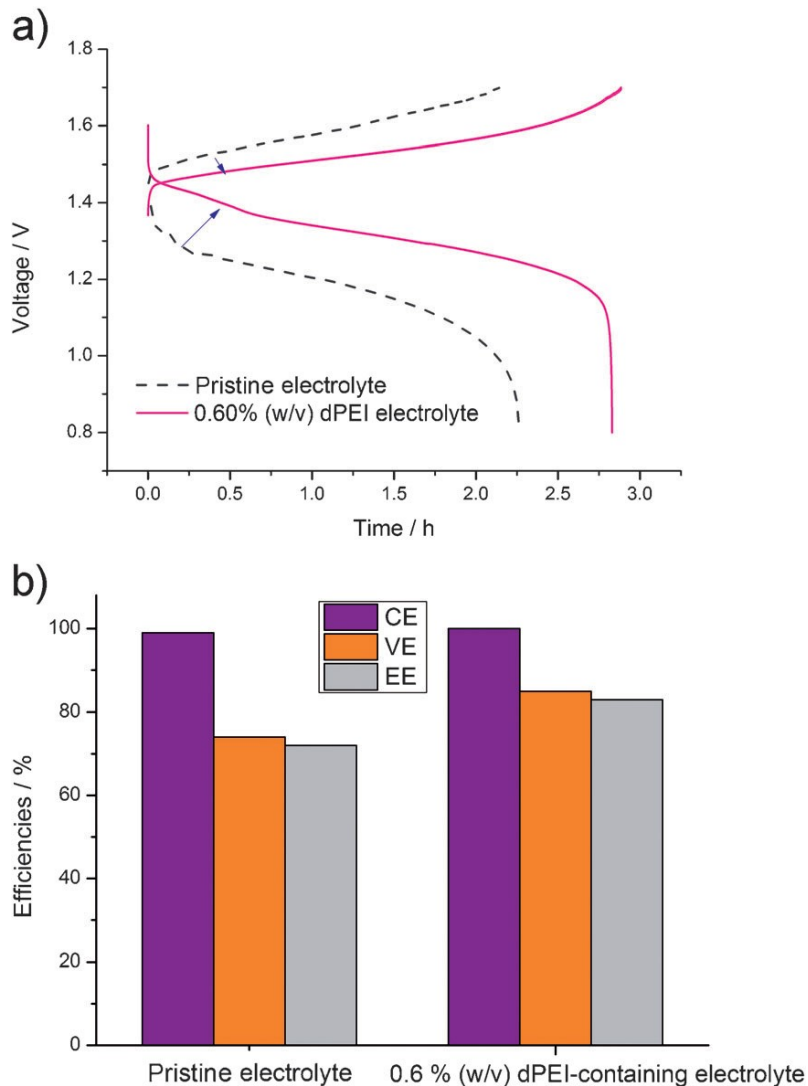 a)
1.8
1.6
1.4
1.2
1.0
0.8
Voltage / V
Pristine electrolyte
0.60% (w/v) dPEI electrolyte
0.0 0.5 1.0 1.5 2.0 2.5 3.0
Time / h
b)
100
80
60
40
20
0
Efficiencies / %
CE
VE
EE
Pristine electrolyte 0.6 % (w/v) dPEI-containing electrolyte